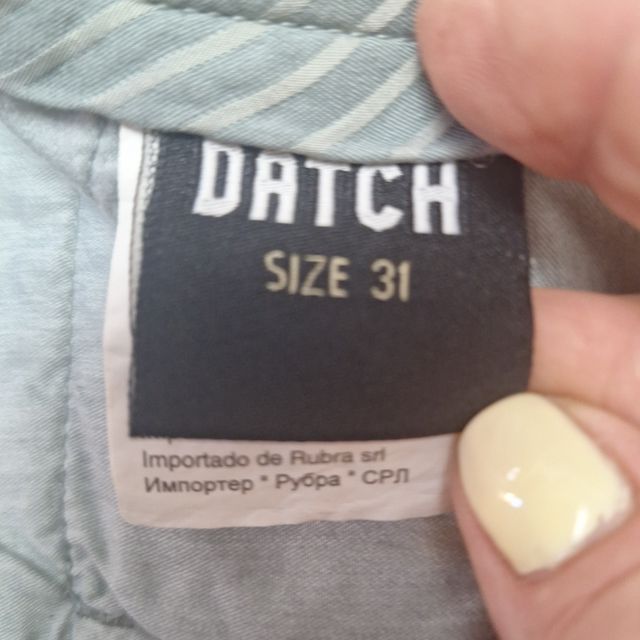 DATCH
SIZE 31
Importado de Rubra srl
Импортер * Рубра * СРЛ